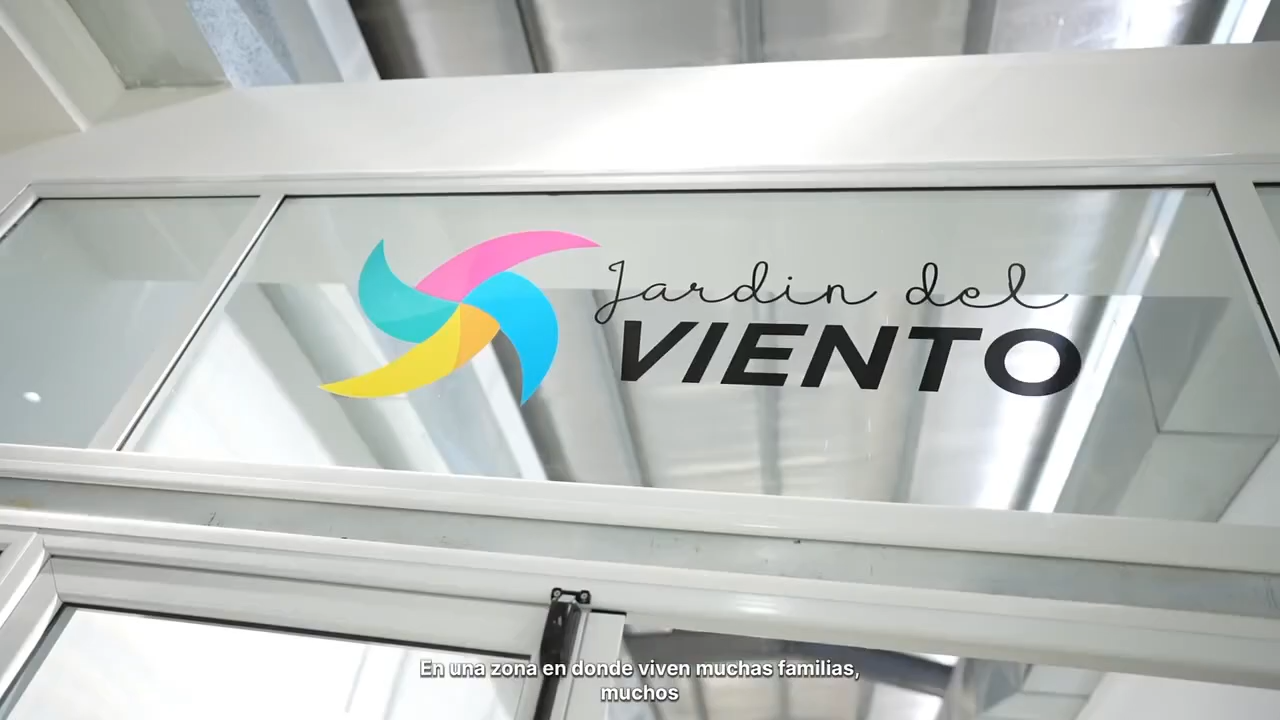 Jardin del
VIENTO
En una zona en donde viven muchas familias,
muchos